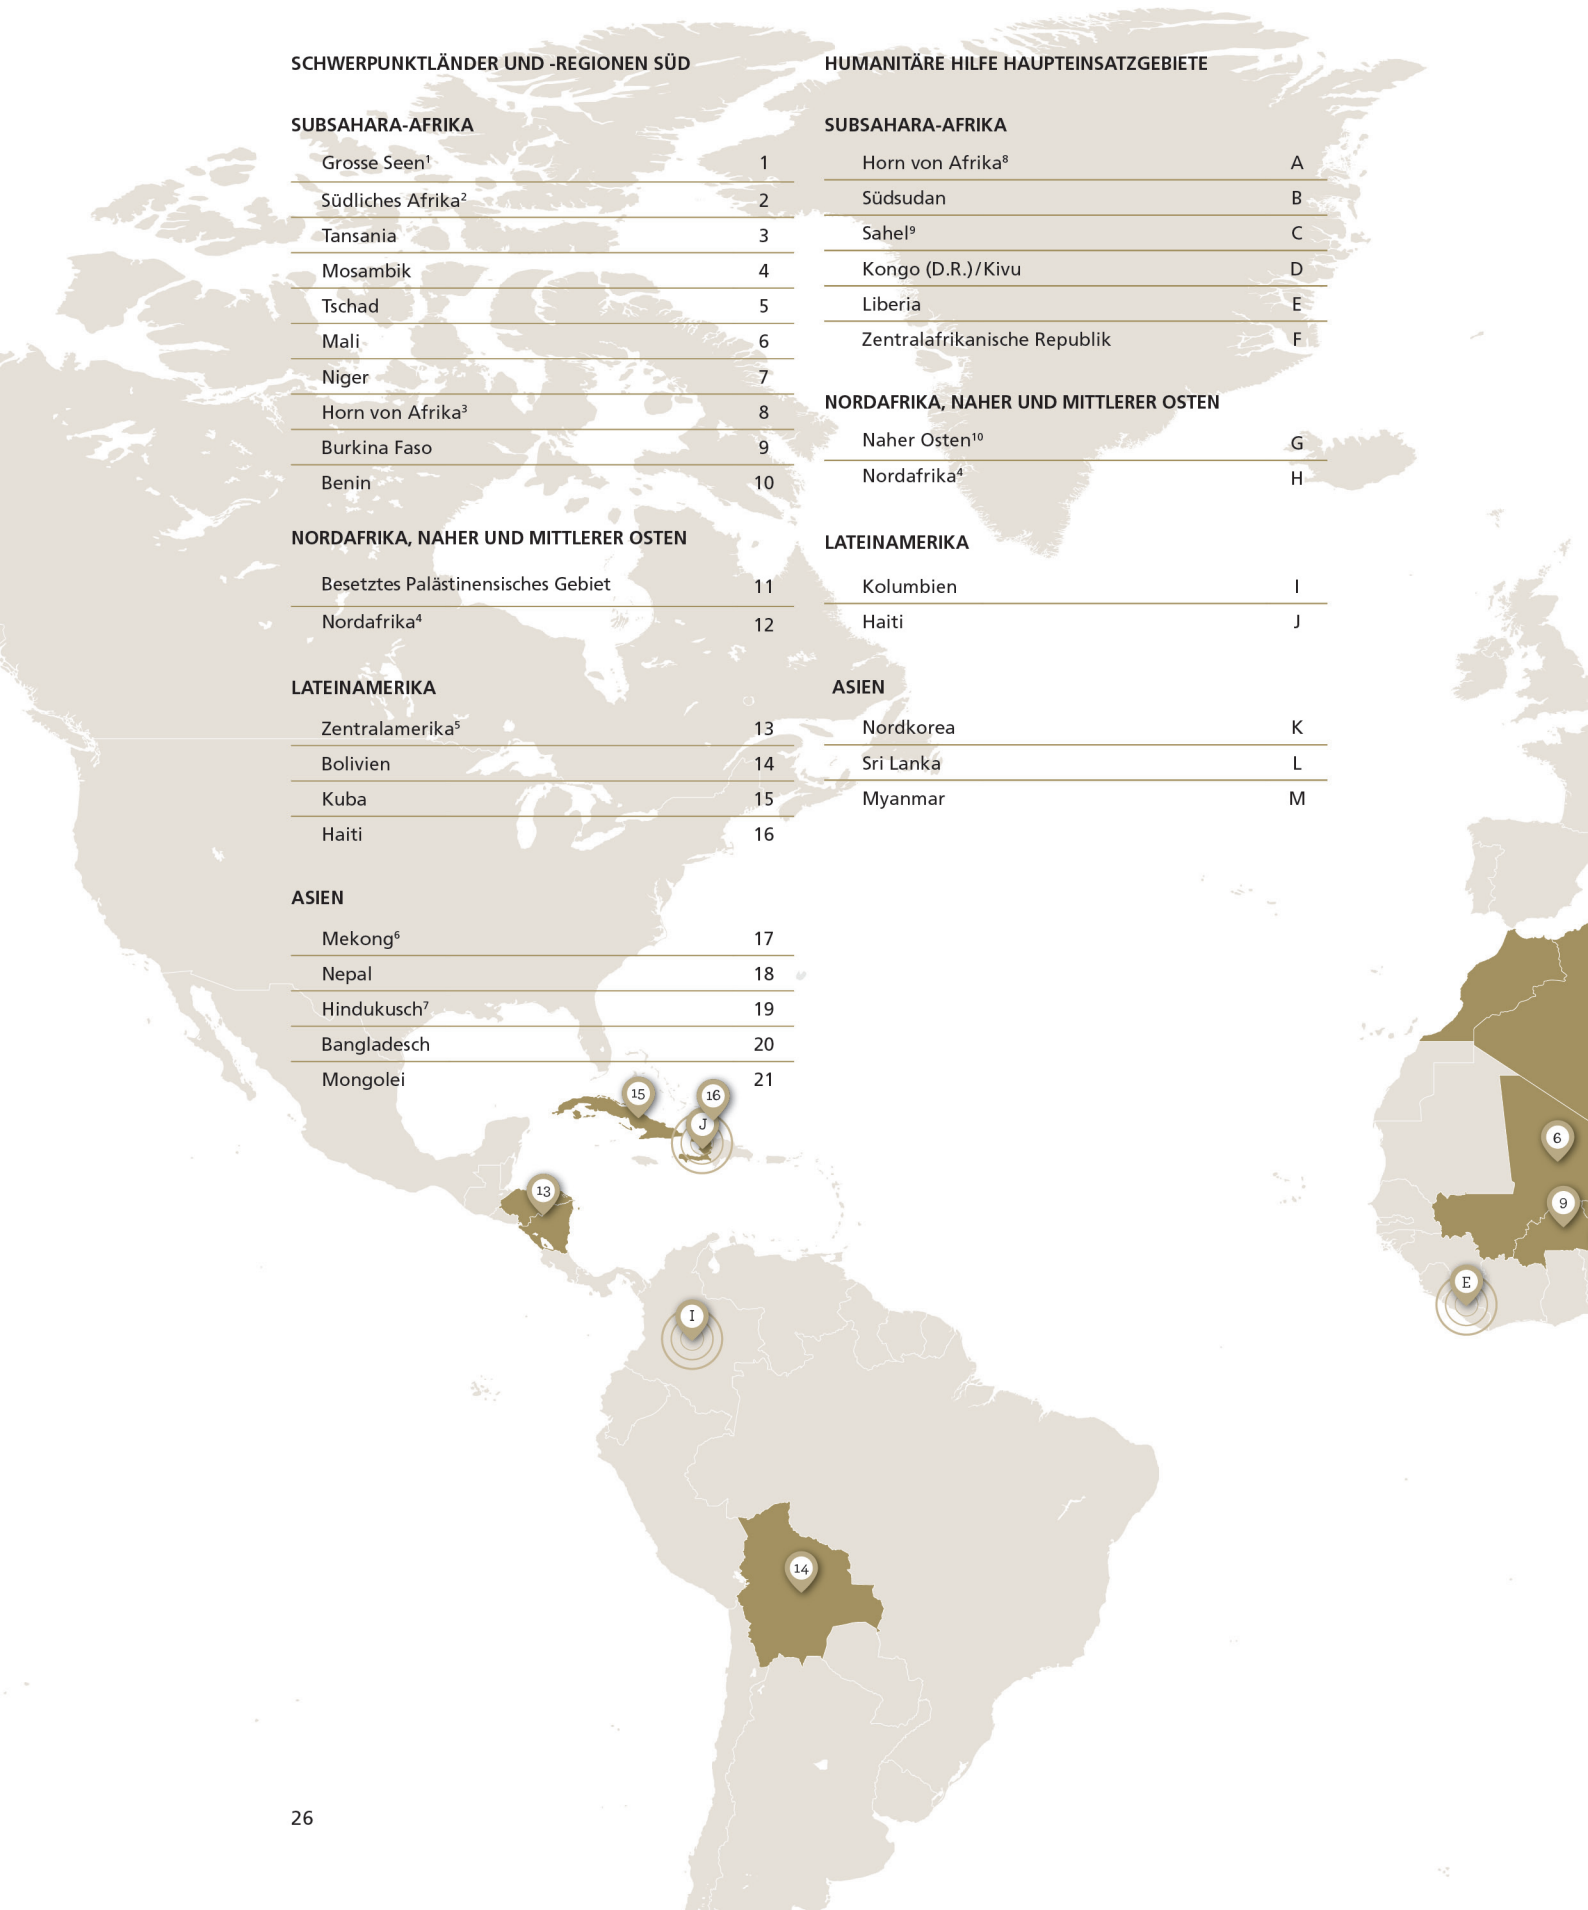 SCHWERPUNKTLÄNDER UND -REGIONEN SÜD
SUBSAHARA-AFRIKA
Grosse Seen¹ 1
Südliches Afrika² 2
Tansania 3
Mosambik 4
Tschad 5
Mali 6
Niger 7
Horn von Afrika³ 8
Burkina Faso 9
Benin 10
NORDAFRIKA, NAHER UND MITTLERER OSTEN
Besetztes Palästinensisches Gebiet 11
Nordafrika⁴ 12
LATEINAMERIKA
Zentralamerika⁵ 13
Bolivien 14
Kuba 15
Haiti 16
ASIEN
Mekong⁶ 17
Nepal 18
Hindukusch⁷ 19
Bangladesch 20
Mongolei 21
HUMANITÄRE HILFE HAUPTEINSATZGEBIETE
SUBSAHARA-AFRIKA
Horn von Afrika⁸ A
Südsudan B
Sahel⁹ C
Kongo (D.R.)/Kivu D
Liberia E
Zentralafrikanische Republik F
NORDAFRIKA, NAHER UND MITTLERER OSTEN
Naher Osten¹⁰ G
Nordafrika⁴ H
LATEINAMERIKA
Kolumbien I
Haiti J
ASIEN
Nordkorea K
Sri Lanka L
Myanmar M
15
16
J
6
13
9
E
I
14
26